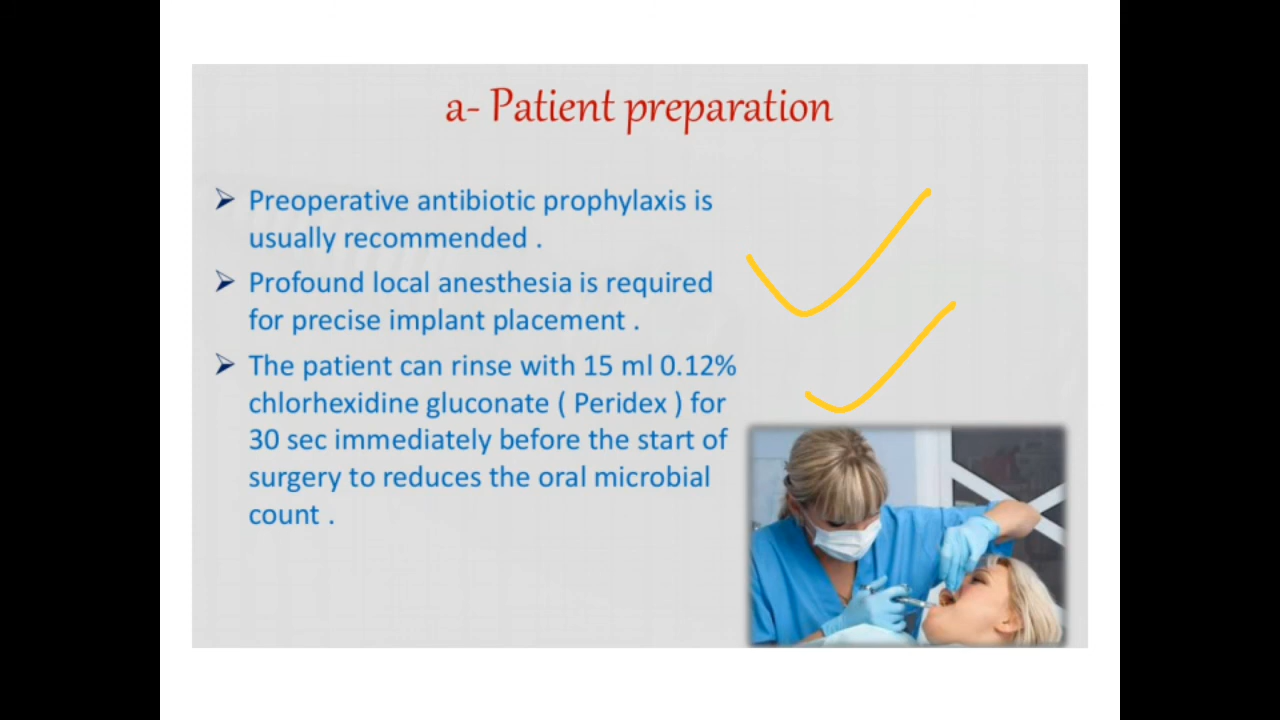 a- Patient preparation
Preoperative antibiotic prophylaxis is
usually recommended .
Profound local anesthesia is required
for precise implant placement .
The patient can rinse with 15 ml 0.12%
chlorhexidine gluconate ( Peridex ) for
30 sec immediately before the start of
surgery to reduces the oral microbial
count .